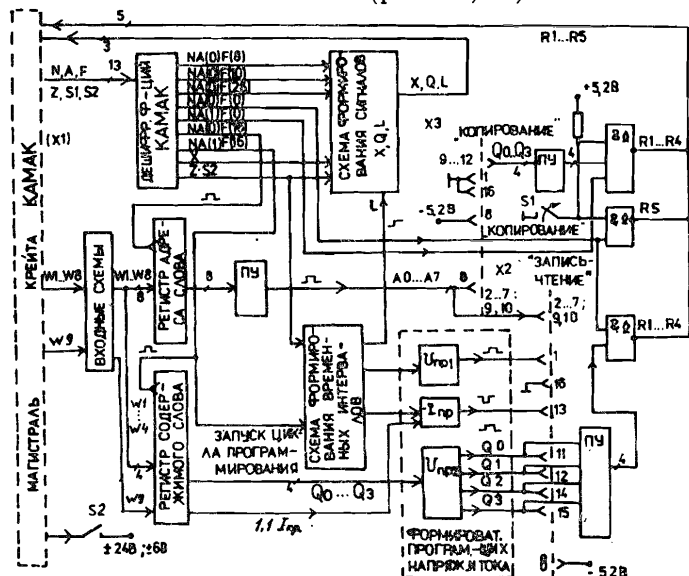 5
3
R1...R5
N,A,F
13
Z, S1, S2
(X1)
МАГИСТРАЛЬ КРЕЙТА КАМАК
ДЕШИФР. Ф-ЦИЙ КАМАК
NA(0)F(8)
NA(0)F(10)
NA(0)F(26)
NA(0)F(0)
NA(1)F(0)
NA(0)F(16)
NA(1)F(16)
X
Z·S2
СХЕМА ФОРМИРОВАНИЯ СИГНАЛОВ X,Q,L
X,Q,L
L
X3
"КОПИРОВАНИЕ"
9...12
Q0,Q3
4
ПУ
4
1
16
8
-5,2В
+5,2В
S1
"КОПИРОВАНИЕ"
R1...R4
R5
R1...R4
W1...W8
W9
ВХОДНЫЕ СХЕМЫ
W1...W8
8
РЕГИСТР АДРЕСА СЛОВА
8
ПУ
A0...A7
8
X2
"ЗАПИСЬ-ЧТЕНИЕ"
2...7;
9,10
2...7;
9,10
W1
...
W4
4
W9
РЕГИСТР СОДЕРЖИМОГО СЛОВА
ЗАПУСК ЦИКЛА ПРОГРАММИРОВАНИЯ
СХЕМА ФОРМИРОВАНИЯ ВРЕМЕННЫХ ИНТЕРВАЛОВ
Uпр1
-Iпр
Uпр2
1
16
13
Q0
Q1
Q2
Q3
11
12
14
15
ПУ
4
4
Q0...Q3
1,1 Iпр.
S2
±24В; ±6В
ФОРМИРОВАТ. ПРОГРАМ-ЩИХ НАПРЯЖ. И ТОКА
8
-5,2В